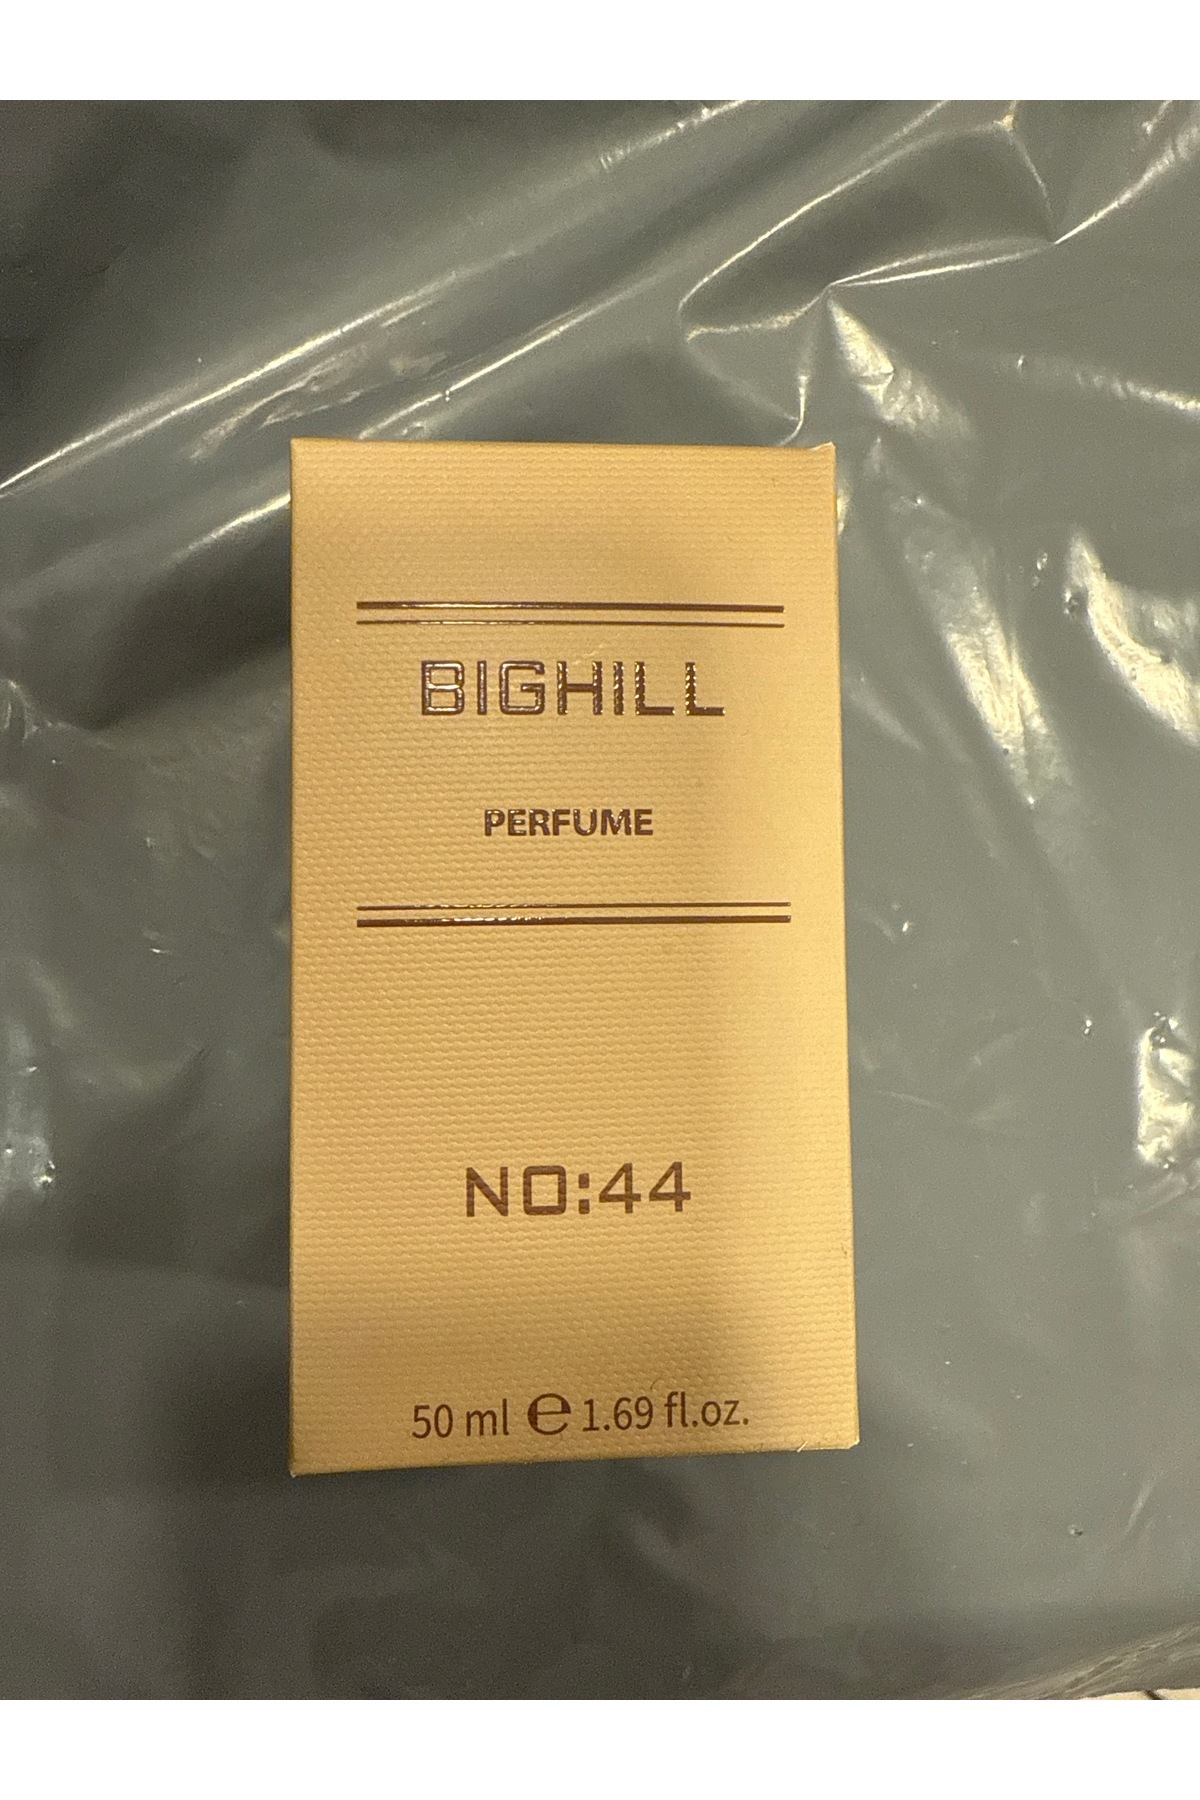 BIGHILL
PERFUME
NO:44
50 ml ℮ 1.69 fl.oz.